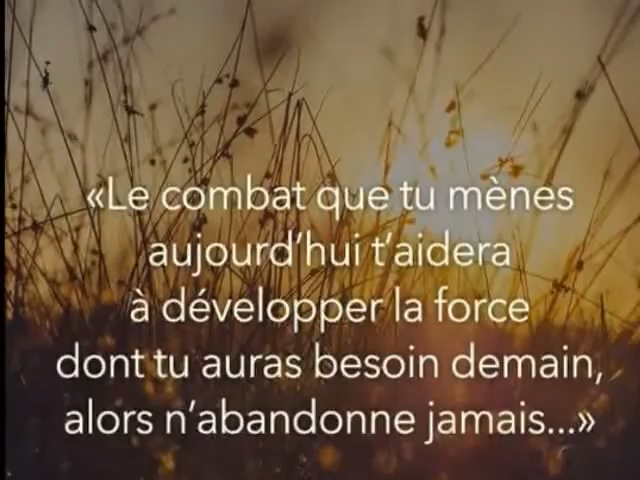 «Le combat que tu mènes
aujourd’hui t’aidera
à développer la force
dont tu auras besoin demain,
alors n’abandonne jamais...»